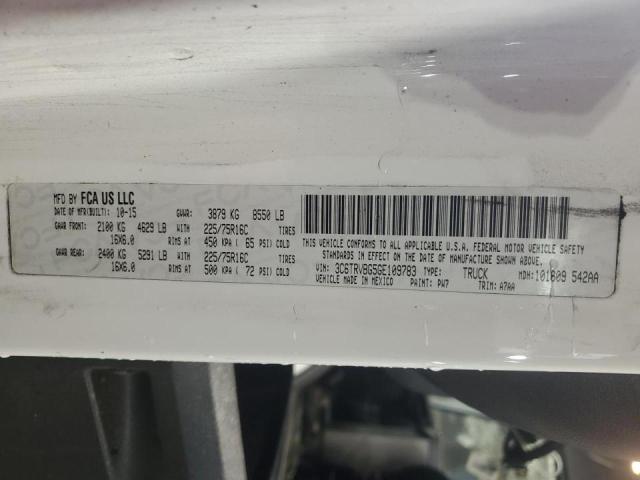 MFD BY FCA US LLC
DATE OF MFR(BUILT): 10-15 GVWR: 3879 KG 8550 LB
GAWR FRONT: 2100 KG 4629 LB WITH 225/75R16C TIRES
16X6.0 RIMS AT 450 KPA( 65 PSI) COLD
GAWR REAR: 2400 KG 5291 LB WITH 225/75R16C TIRES
16X6.0 RIMS AT 500 KPA( 72 PSI) COLD
THIS VEHICLE CONFORMS TO ALL APPLICABLE U.S.A. FEDERAL MOTOR VEHICLE SAFETY
STANDARDS IN EFFECT ON THE DATE OF MANUFACTURE SHOWN ABOVE.
VIN: 3C6TRVBG5GE109783 TYPE: TRUCK MDH: 101809 542AA
VEHICLE MADE IN MEXICO PAINT: PW7 TRIM: A7AA